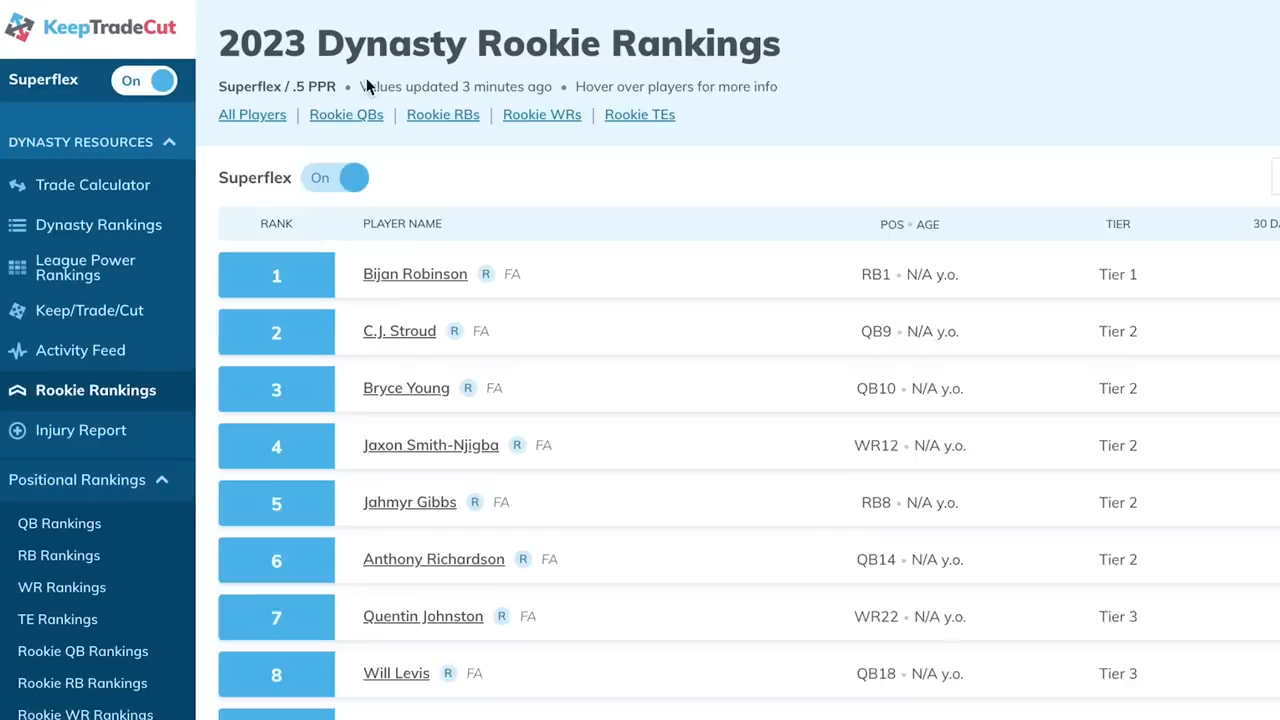 KeepTradeCut
Superflex On
DYNASTY RESOURCES
Trade Calculator
Dynasty Rankings
League Power
Rankings
Keep/Trade/Cut
Activity Feed
Rookie Rankings
Injury Report
Positional Rankings
QB Rankings
RB Rankings
WR Rankings
TE Rankings
Rookie QB Rankings
Rookie RB Rankings
Rookie WR Rankings
2023 Dynasty Rookie Rankings
Superflex / .5 PPR • Values updated 3 minutes ago • Hover over players for more info
All Players | Rookie QBs | Rookie RBs | Rookie WRs | Rookie TEs
Superflex On
RANK PLAYER NAME POS • AGE TIER 30
1 Bijan Robinson R FA RB1 • N/A y.o. Tier 1
2 C.J. Stroud R FA QB9 • N/A y.o. Tier 2
3 Bryce Young R FA QB10 • N/A y.o. Tier 2
4 Jaxon Smith-Njigba R FA WR12 • N/A y.o. Tier 2
5 Jahmyr Gibbs R FA RB8 • N/A y.o. Tier 2
6 Anthony Richardson R FA QB14 • N/A y.o. Tier 2
7 Quentin Johnston R FA WR22 • N/A y.o. Tier 3
8 Will Levis R FA QB18 • N/A y.o. Tier 3